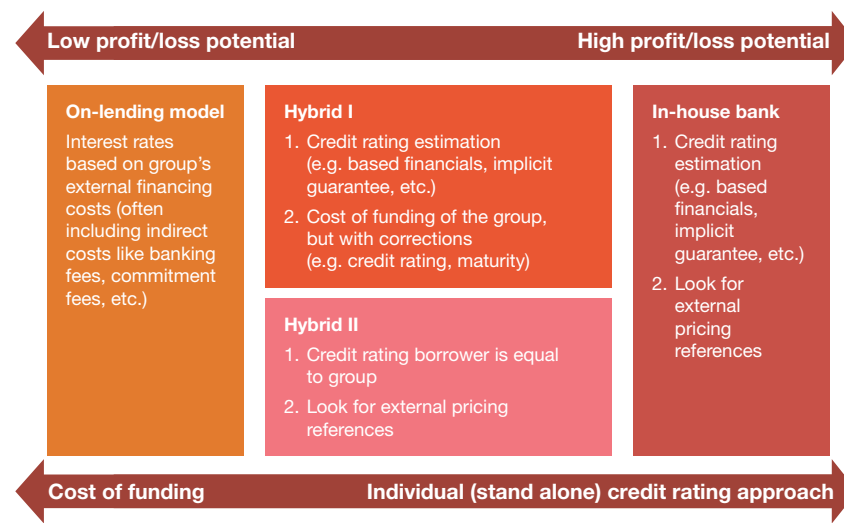 Low profit/loss potential
High profit/loss potential
On-lending model
Interest rates
based on group's
external financing
costs (often
including indirect
costs like banking
fees, commitment
fees, etc.)
Hybrid I
1. Credit rating estimation
(e.g. based financials, implicit
guarantee, etc.)
2. Cost of funding of the group,
but with corrections
(e.g. credit rating, maturity)
Hybrid II
1. Credit rating borrower is equal
to group
2. Look for external pricing
references
In-house bank
1. Credit rating
estimation
(e.g. based
financials,
implicit
guarantee, etc.)
2. Look for
external
pricing
references
Cost of funding
Individual (stand alone) credit rating approach